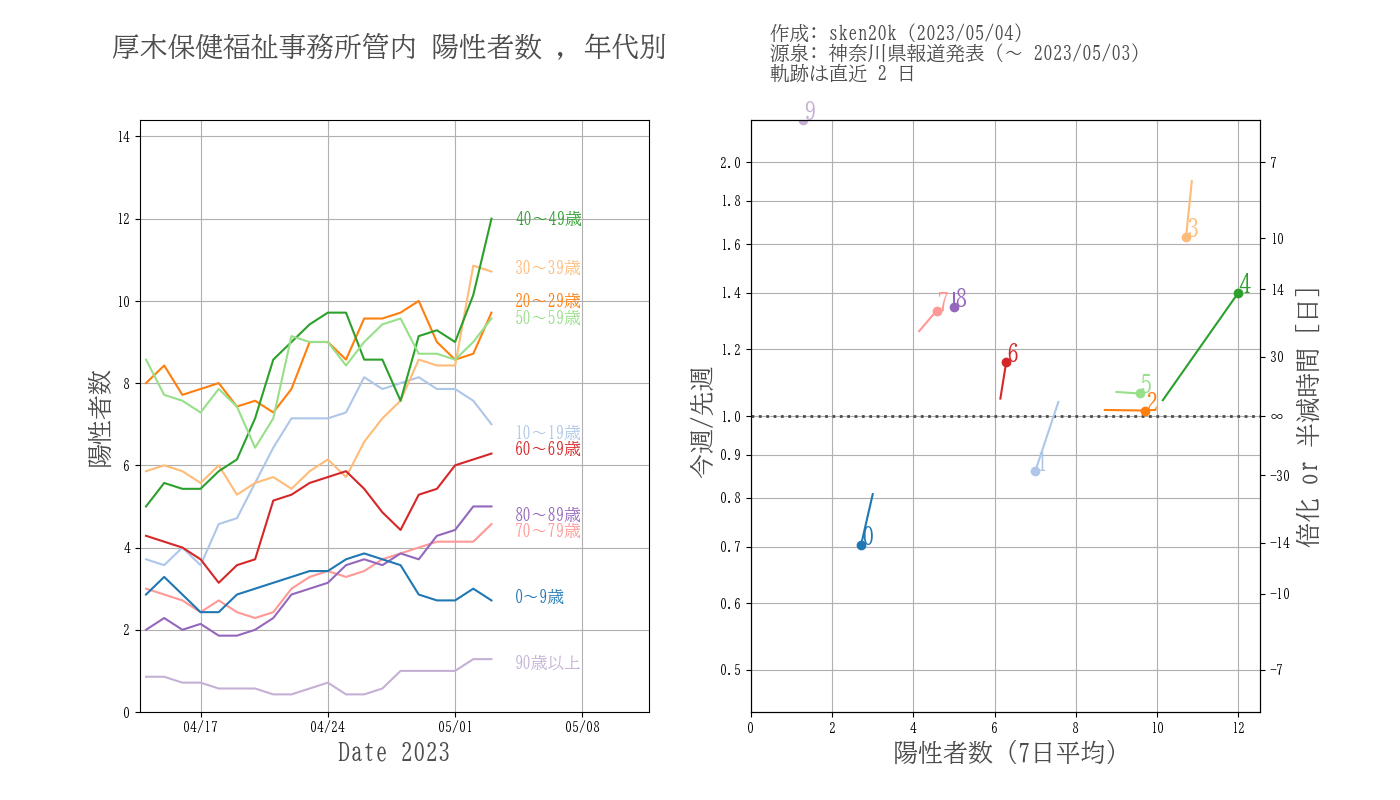 厚木保健福祉事務所管内 陽性者数 , 年代別
作成: sken20k (2023/05/04)
源泉: 神奈川県報道発表 (～ 2023/05/03)
軌跡は直近 2 日
陽性者数
14
12
10
8
6
4
2
0
40～49歳
30～39歳
20～29歳
50～59歳
10～19歳
60～69歳
80～89歳
70～79歳
0～9歳
90歳以上
04/17
04/24
05/01
05/08
Date 2023
今週/先週
2.0
1.8
1.6
1.4
1.2
1.0
0.9
0.8
0.7
0.6
0.5
9
3
4
7
8
6
5
2
1
0
7
10
14
30
∞
−30
−14
−10
−7
倍化 or 半減時間 [日]
0
2
4
6
8
10
12
陽性者数 (7日平均)